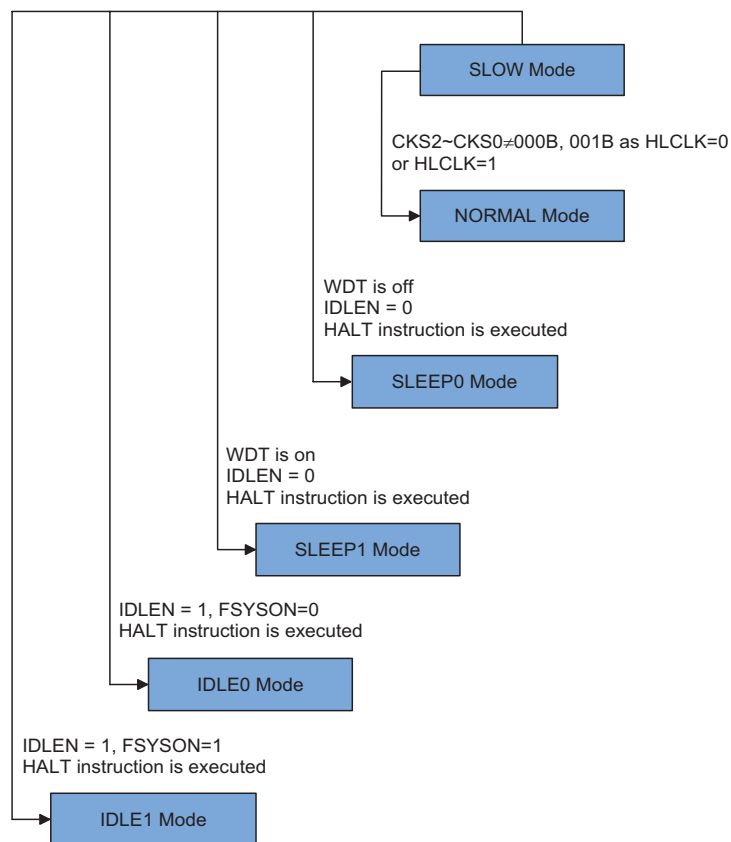 SLOW Mode
CKS2~CKS0≠000B, 001B as HLCLK=0
or HLCLK=1
NORMAL Mode
WDT is off
IDLEN = 0
HALT instruction is executed
SLEEP0 Mode
WDT is on
IDLEN = 0
HALT instruction is executed
SLEEP1 Mode
IDLEN = 1, FSYSON=0
HALT instruction is executed
IDLE0 Mode
IDLEN = 1, FSYSON=1
HALT instruction is executed
IDLE1 Mode